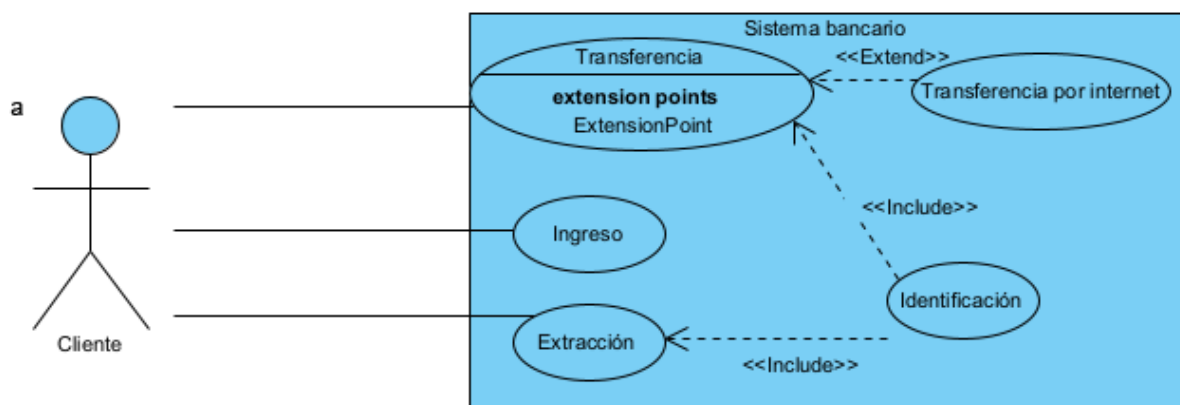 Sistema bancario
Transferencia
<<Extend>>
Transferencia por internet
a
extension points
ExtensionPoint
<<Include>>
Ingreso
Identificación
Extracción
Cliente
<<Include>>